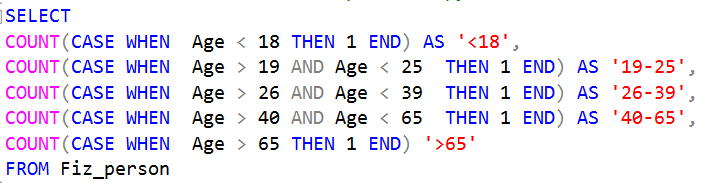 SELECT
COUNT(CASE WHEN  Age < 18 THEN 1 END) AS '<18',
COUNT(CASE WHEN  Age > 19 AND Age < 25  THEN 1 END) AS '19-25',
COUNT(CASE WHEN  Age > 26 AND Age < 39  THEN 1 END) AS '26-39',
COUNT(CASE WHEN  Age > 40 AND Age < 65  THEN 1 END) AS '40-65',
COUNT(CASE WHEN  Age > 65 THEN 1 END) '>65'
FROM Fiz_person